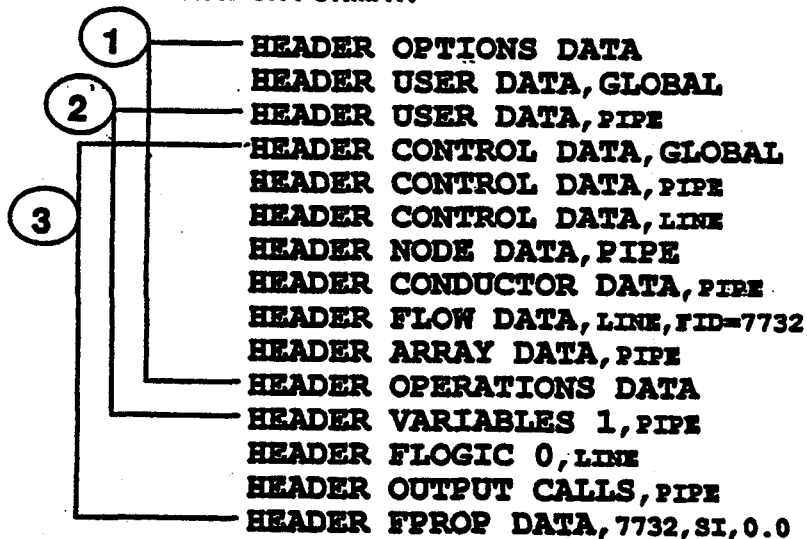 1
HEADER OPTIONS DATA
HEADER USER DATA,GLOBAL
2
HEADER USER DATA,PIPE
HEADER CONTROL DATA,GLOBAL
HEADER CONTROL DATA,PIPE
3
HEADER CONTROL DATA,LINE
HEADER NODE DATA,PIPE
HEADER CONDUCTOR DATA,PIPE
HEADER FLOW DATA,LINE,FID=7732
HEADER ARRAY DATA,PIPE
HEADER OPERATIONS DATA
HEADER VARIABLES 1,PIPE
HEADER FLOGIC 0,LINE
HEADER OUTPUT CALLS,PIPE
HEADER FPROP DATA,7732,SI,0.0